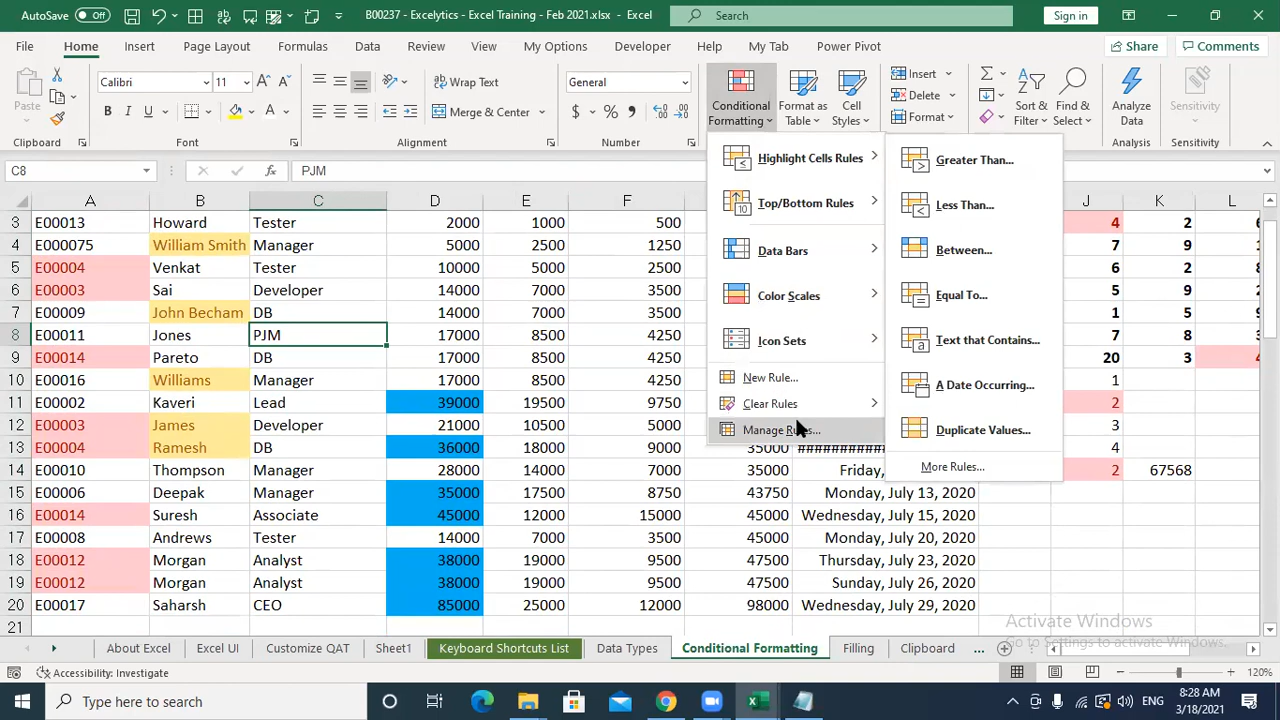 AutoSave Off B00237 - Excelytics - Excel Training - Feb 2021.xlsx - Excel Search Sign in
File Home Insert Page Layout Formulas Data Review View My Options Developer Help My Tab Power Pivot Share Comments
Paste Calibri 11 Wrap Text General Conditional Formatting Format as Table Cell Styles Insert Delete Format Sort & Filter Find & Select Analyze Data Sensitivity
B I U Merge & Center $ %
Clipboard Font Alignment Number Analysis Sensitivity
C8 fx PJM
Highlight Cells Rules
Top/Bottom Rules
Data Bars
Color Scales
Icon Sets
New Rule...
Clear Rules
Greater Than...
Less Than...
Between...
Equal To...
Text that Contains...
A Date Occurring...
Duplicate Values...
More Rules...
A B C D E F J K L
3 E00013 Howard Tester 2000 1000 500 4 2
4 E000075 William Smith Manager 5000 2500 1250 7 9
5 E00004 Venkat Tester 10000 5000 2500 6 2
6 E00003 Sai Developer 14000 7000 3500 5 9
7 E00009 John Becham DB 14000 7000 3500 1 5
8 E00011 Jones PJM 17000 8500 4250 7 8
9 E00014 Pareto DB 17000 8500 4250 20 3
10 E00016 Williams Manager 17000 8500 4250 1
11 E00002 Kaveri Lead 39000 19500 9750 2
12 E00003 James Developer 21000 10500 5000 3
13 E00004 Ramesh DB 36000 18000 9000 35000 4
14 E00010 Thompson Manager 28000 14000 7000 35000 Friday, 2 67568
15 E00006 Deepak Manager 35000 17500 8750 43750 Monday, July 13, 2020
16 E00014 Suresh Associate 45000 12000 15000 45000 Wednesday, July 15, 2020
17 E00008 Andrews Tester 14000 7000 3500 45000 Monday, July 20, 2020
18 E00012 Morgan Analyst 38000 19000 9500 47500 Thursday, July 23, 2020
19 E00012 Morgan Analyst 38000 19000 9500 47500 Sunday, July 26, 2020
20 E00017 Saharsh CEO 85000 25000 12000 98000 Wednesday, July 29, 2020
21
Activate Windows
Go to Settings to activate Windows.
About Excel Excel UI Customize QAT Sheet1 Keyboard Shortcuts List Data Types Conditional Formatting Filling Clipboard ...
Accessibility: Investigate 120%
Type here to search ENG 8:28 AM
3/18/2021